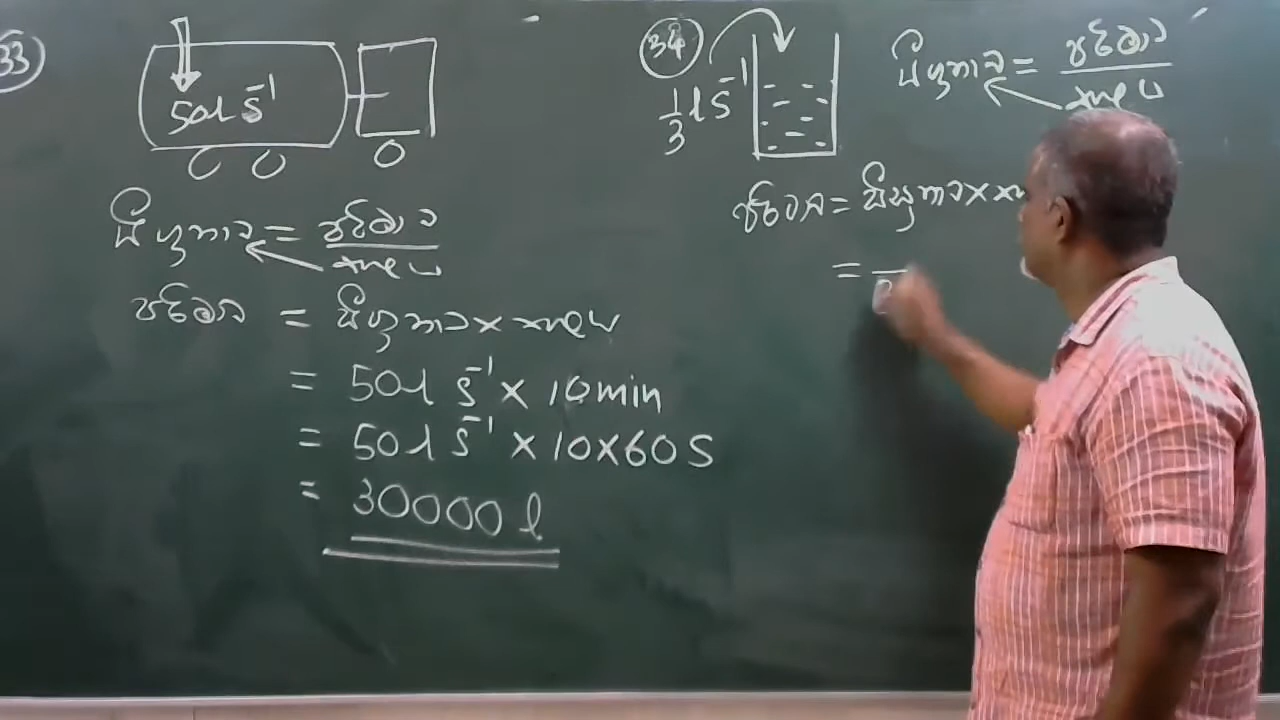 33
50l s⁻¹
සීඝ්‍රතාව = පරිමාව / කාලය
පරිමාව = සීඝ්‍රතාව × කාලය
= 50l s⁻¹ × 10 min
= 50l s⁻¹ × 10×60 s
= 30000 l
34
1/3 l s⁻¹
සීඝ්‍රතාව = පරිමාව / කාලය
පරිමාව = සීඝ්‍රතාව ×
=